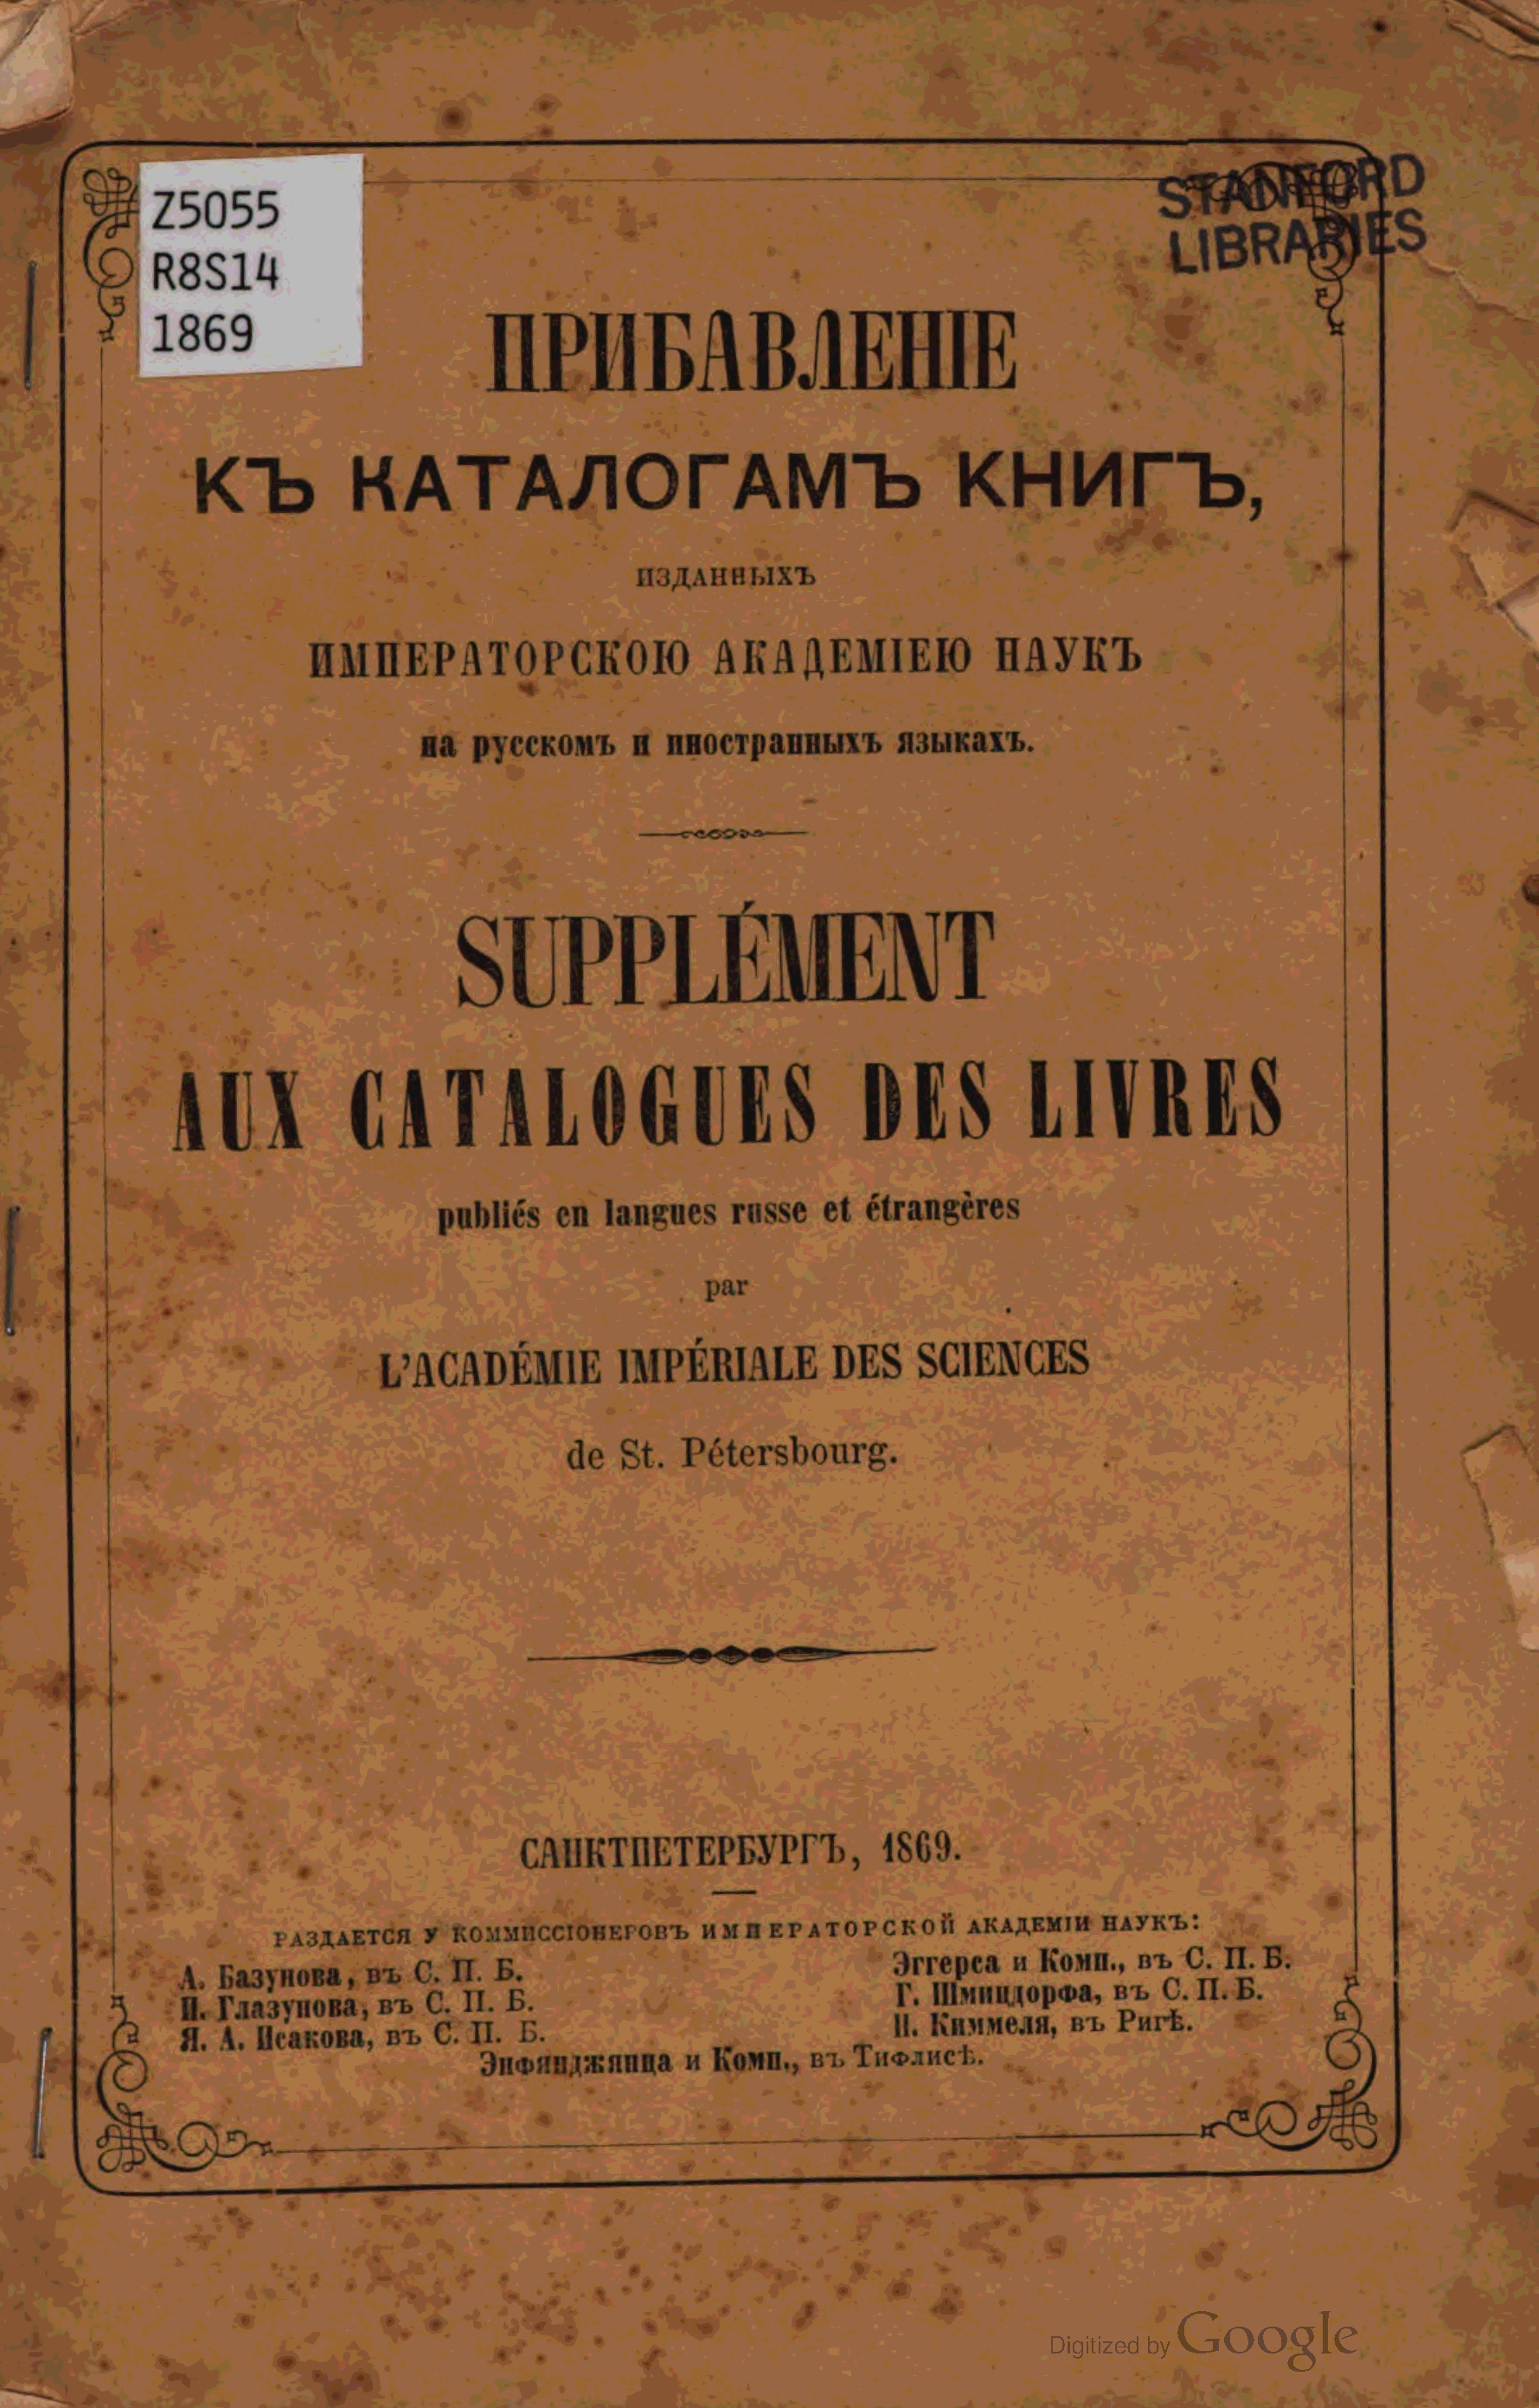 Z5055
R8S14
1869
STANFORD
LIBRARIES
ПРИБАВЛЕНІЕ
КЪ КАТАЛОГАМЪ КНИГЪ,
ИЗДАННЫХЪ
ИМПЕРАТОРСКОЮ АКАДЕМІЕЮ НАУКЪ
на русскомъ и иностранныхъ языкахъ.
SUPPLÉMENT
AUX CATALOGUES DES LIVRES
publiés en langues russe et étrangères
par
L'ACADÉMIE IMPÉRIALE DES SCIENCES
de St. Pétersbourg.
САНКТПЕТЕРБУРГЪ, 1869.
РАЗДАЕТСЯ У КОММИССІОНЕРОВЪ ИМПЕРАТОРСКОЙ АКАДЕМІИ НАУКЪ:
А. Базунова, въ С. П. Б.
И. Глазунова, въ С. П. Б.
Я. А. Исакова, въ С. П. Б.
Эггерса и Комп., въ С. П. Б.
Г. Шмицдорфа, въ С. П. Б.
Н. Киммеля, въ Ригѣ.
Энфянджянца и Комп., въ Тифлисѣ.
Digitized by Google